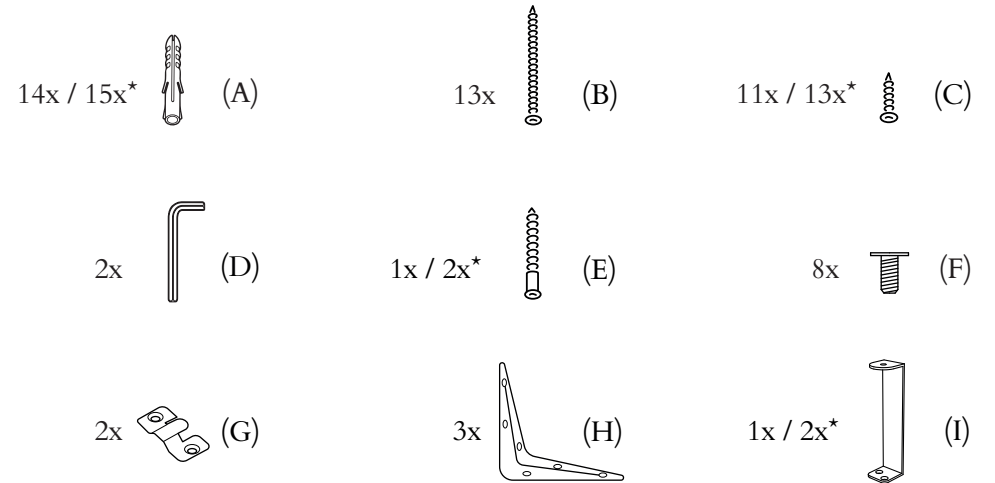 14x / 15x* (A)
13x (B)
11x / 13x* (C)
2x (D)
1x / 2x* (E)
8x (F)
2x (G)
3x (H)
1x / 2x* (I)